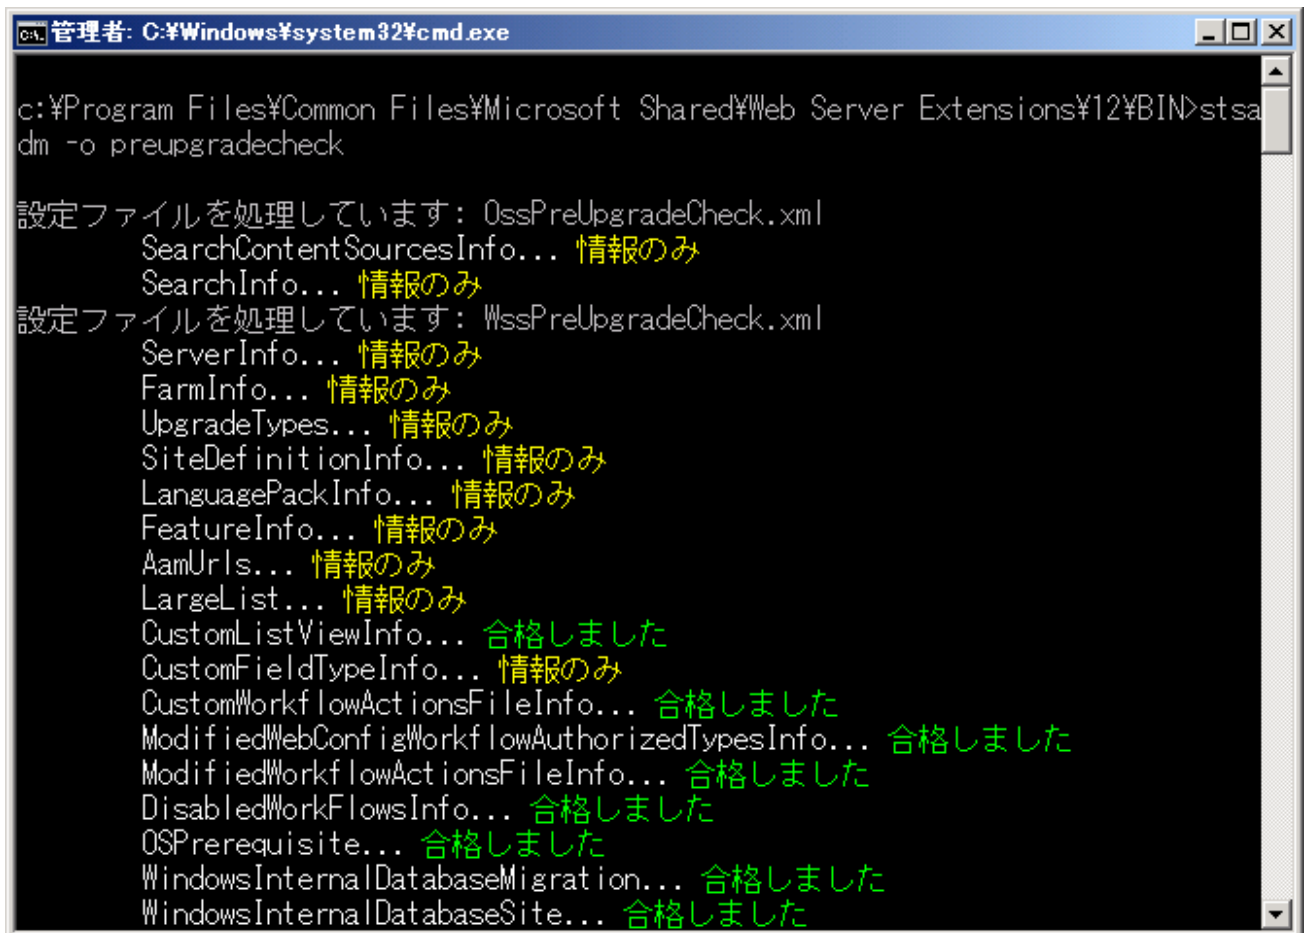 管理者: C:¥Windows¥system32¥cmd.exe
c:¥Program Files¥Common Files¥Microsoft Shared¥Web Server Extensions¥12¥BIN>stsa
dm -o preupgradecheck
設定ファイルを処理しています: OssPreUpgradeCheck.xml
SearchContentSourcesInfo... 情報のみ
SearchInfo... 情報のみ
設定ファイルを処理しています: WssPreUpgradeCheck.xml
ServerInfo... 情報のみ
FarmInfo... 情報のみ
UpgradeTypes... 情報のみ
SiteDefinitionInfo... 情報のみ
LanguagePackInfo... 情報のみ
FeatureInfo... 情報のみ
AamUrls... 情報のみ
LargeList... 情報のみ
CustomListViewInfo... 合格しました
CustomFieldTypeInfo... 情報のみ
CustomWorkflowActionsFileInfo... 合格しました
ModifiedWebConfigWorkflowAuthorizedTypesInfo... 合格しました
ModifiedWorkflowActionsFileInfo... 合格しました
DisabledWorkFlowsInfo... 合格しました
OSPrerequisite... 合格しました
WindowsInternalDatabaseMigration... 合格しました
WindowsInternalDatabaseSite... 合格しました